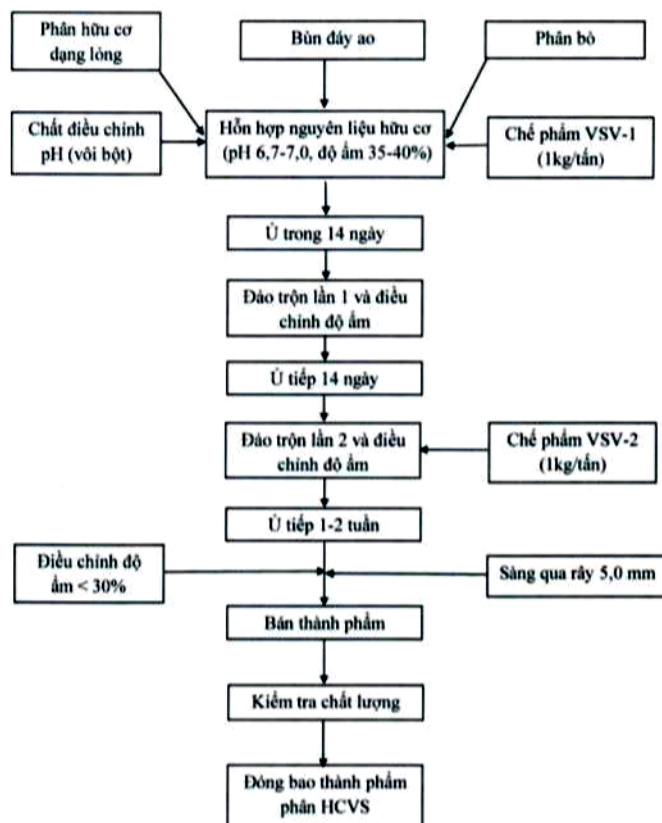 Phân hữu cơ
dạng lỏng
Bùn đáy ao
Phân bò
Chất điều chỉnh
pH (vôi bột)
Hỗn hợp nguyên liệu hữu cơ
(pH 6,7-7,0, độ ẩm 35-40%)
Chế phẩm VSV-1
(1kg/tấn)
Ủ trong 14 ngày
Đảo trộn lần 1 và điều
chỉnh độ ẩm
Ủ tiếp 14 ngày
Đảo trộn lần 2 và điều
chỉnh độ ẩm
Chế phẩm VSV-2
(1kg/tấn)
Ủ tiếp 1-2 tuần
Điều chỉnh độ
ẩm < 30%
Sàng qua rây 5,0 mm
Bán thành phẩm
Kiểm tra chất lượng
Đóng bao thành phẩm
phân HCVS